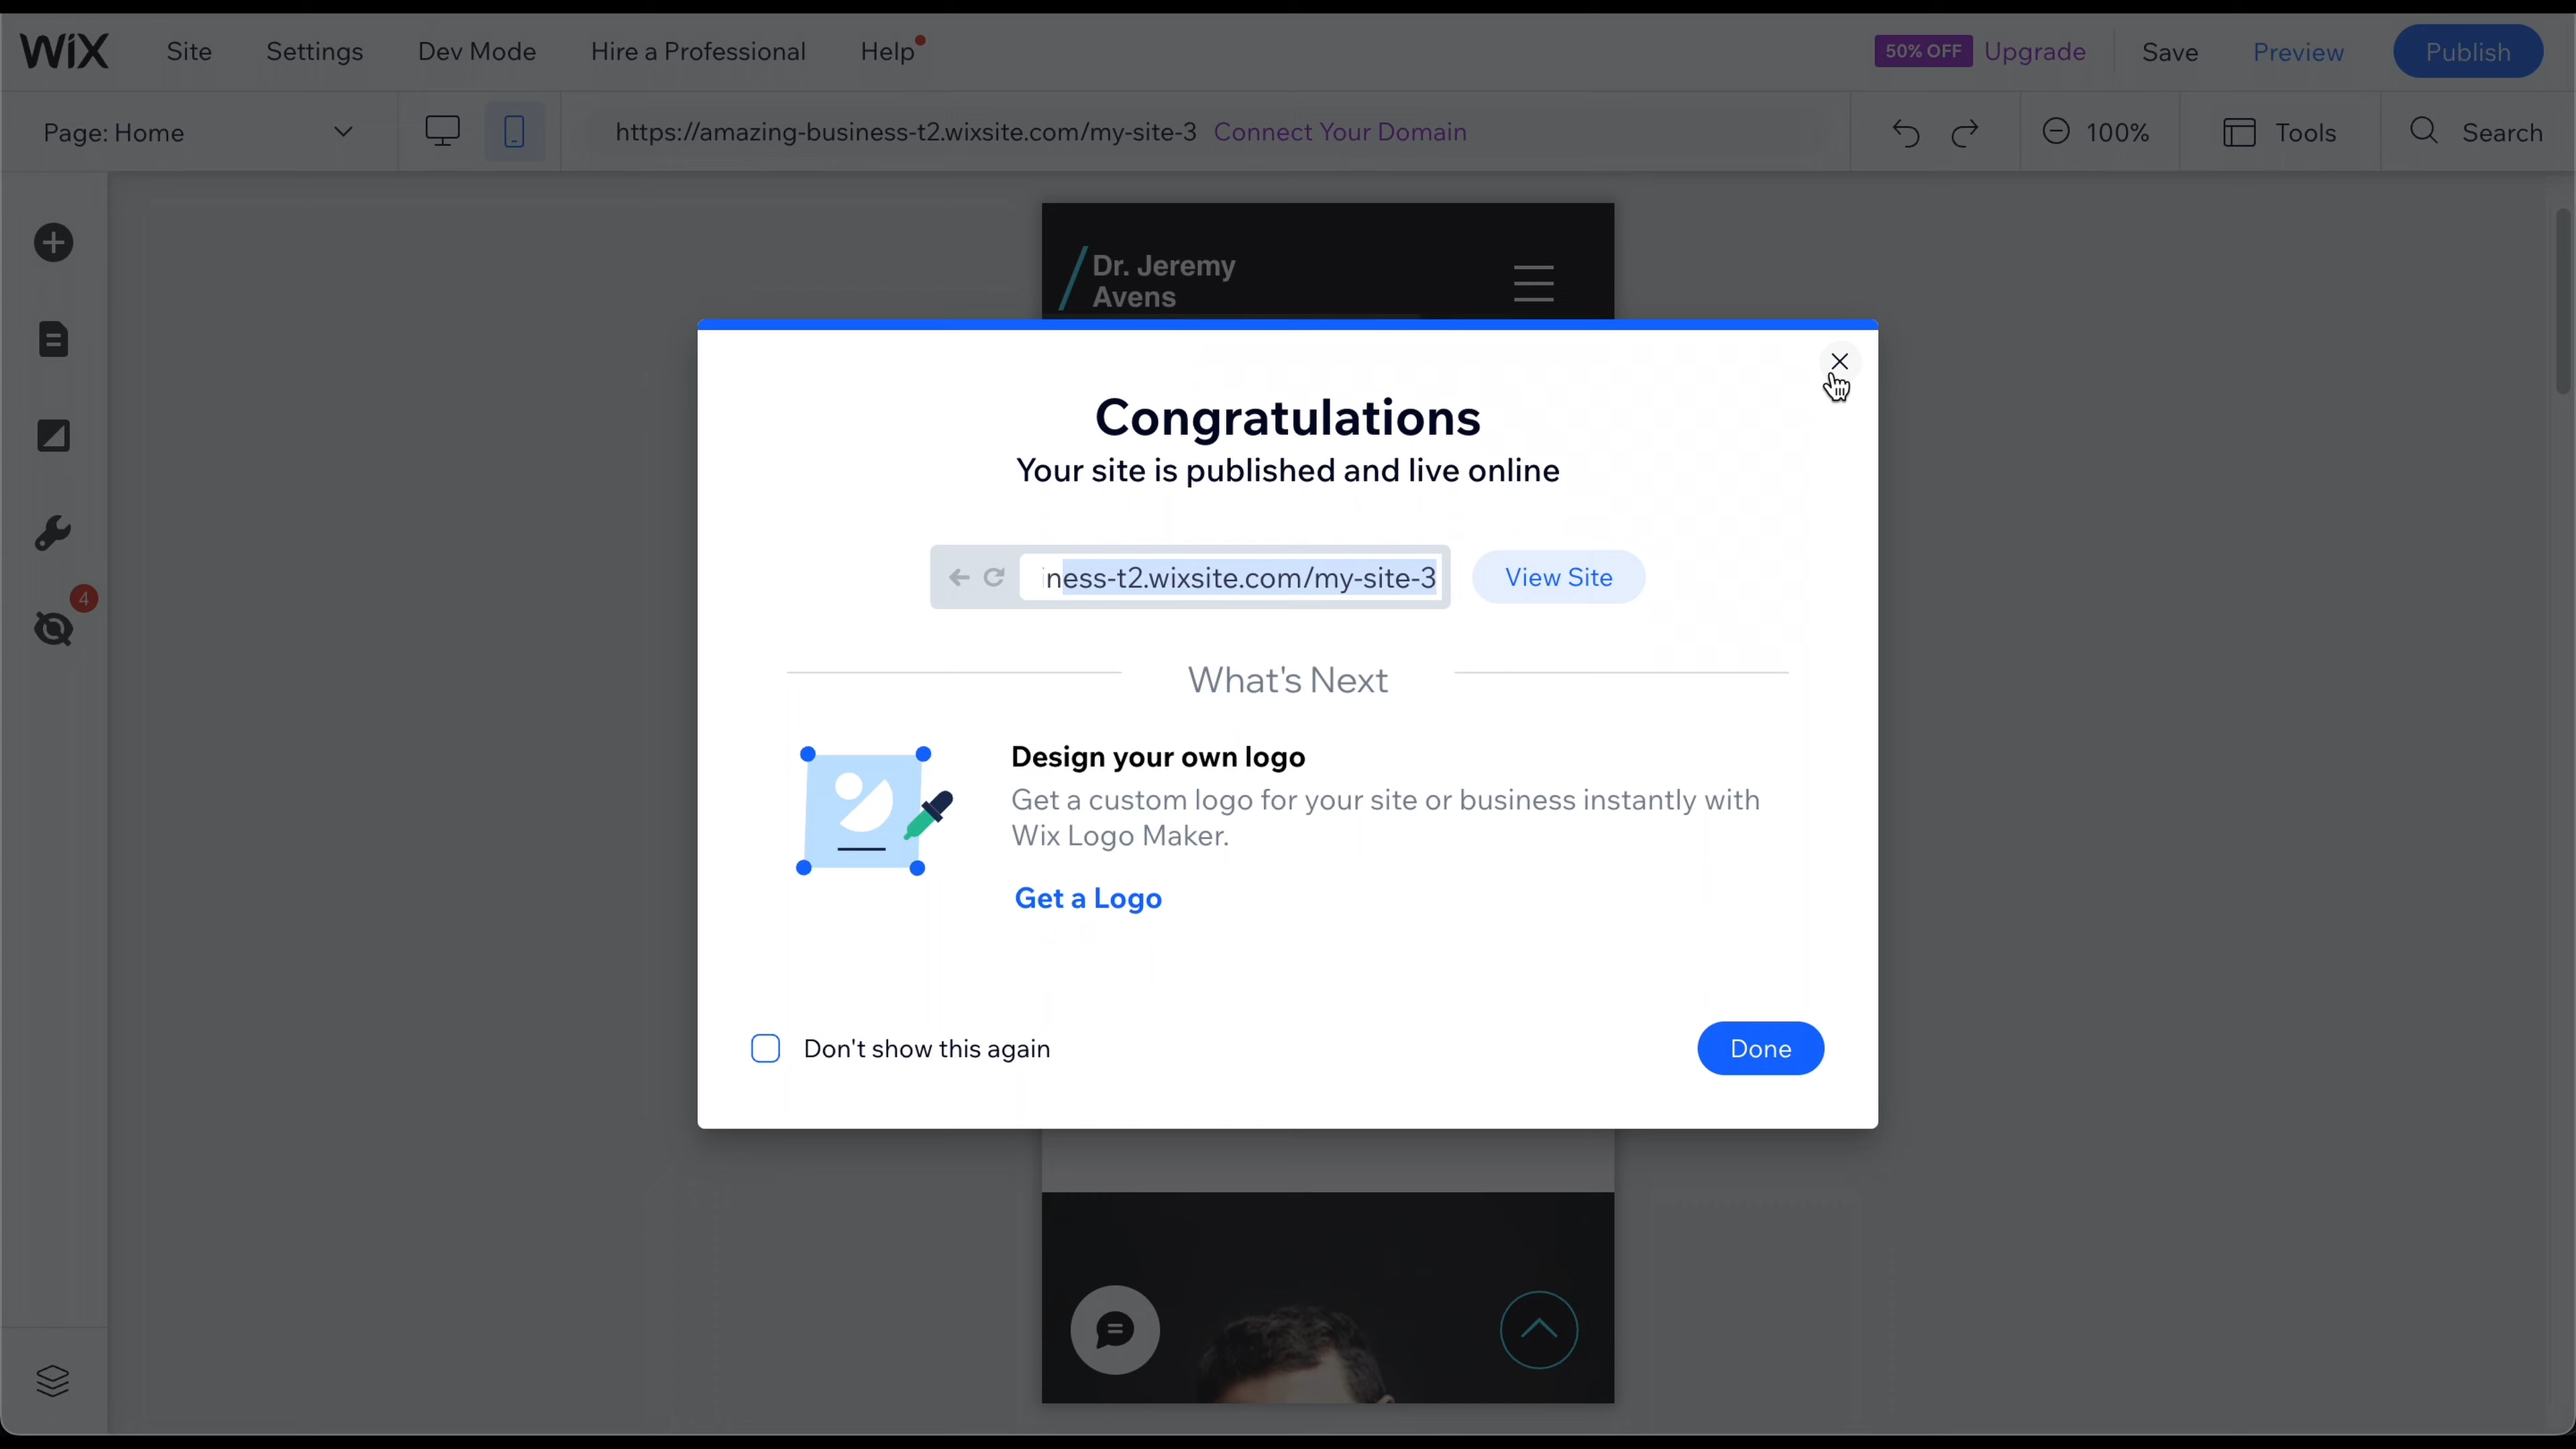 WiX Site Settings Dev Mode Hire a Professional Help 50% OFF Upgrade Save Preview Publish
Page: Home https://amazing-business-t2.wixsite.com/my-site-3 Connect Your Domain 100% Tools Search
Dr. Jeremy
Avens
Congratulations
Your site is published and live online
iness-t2.wixsite.com/my-site-3 View Site
4
What's Next
Design your own logo
Get a custom logo for your site or business instantly with
Wix Logo Maker.
Get a Logo
Don't show this again Done